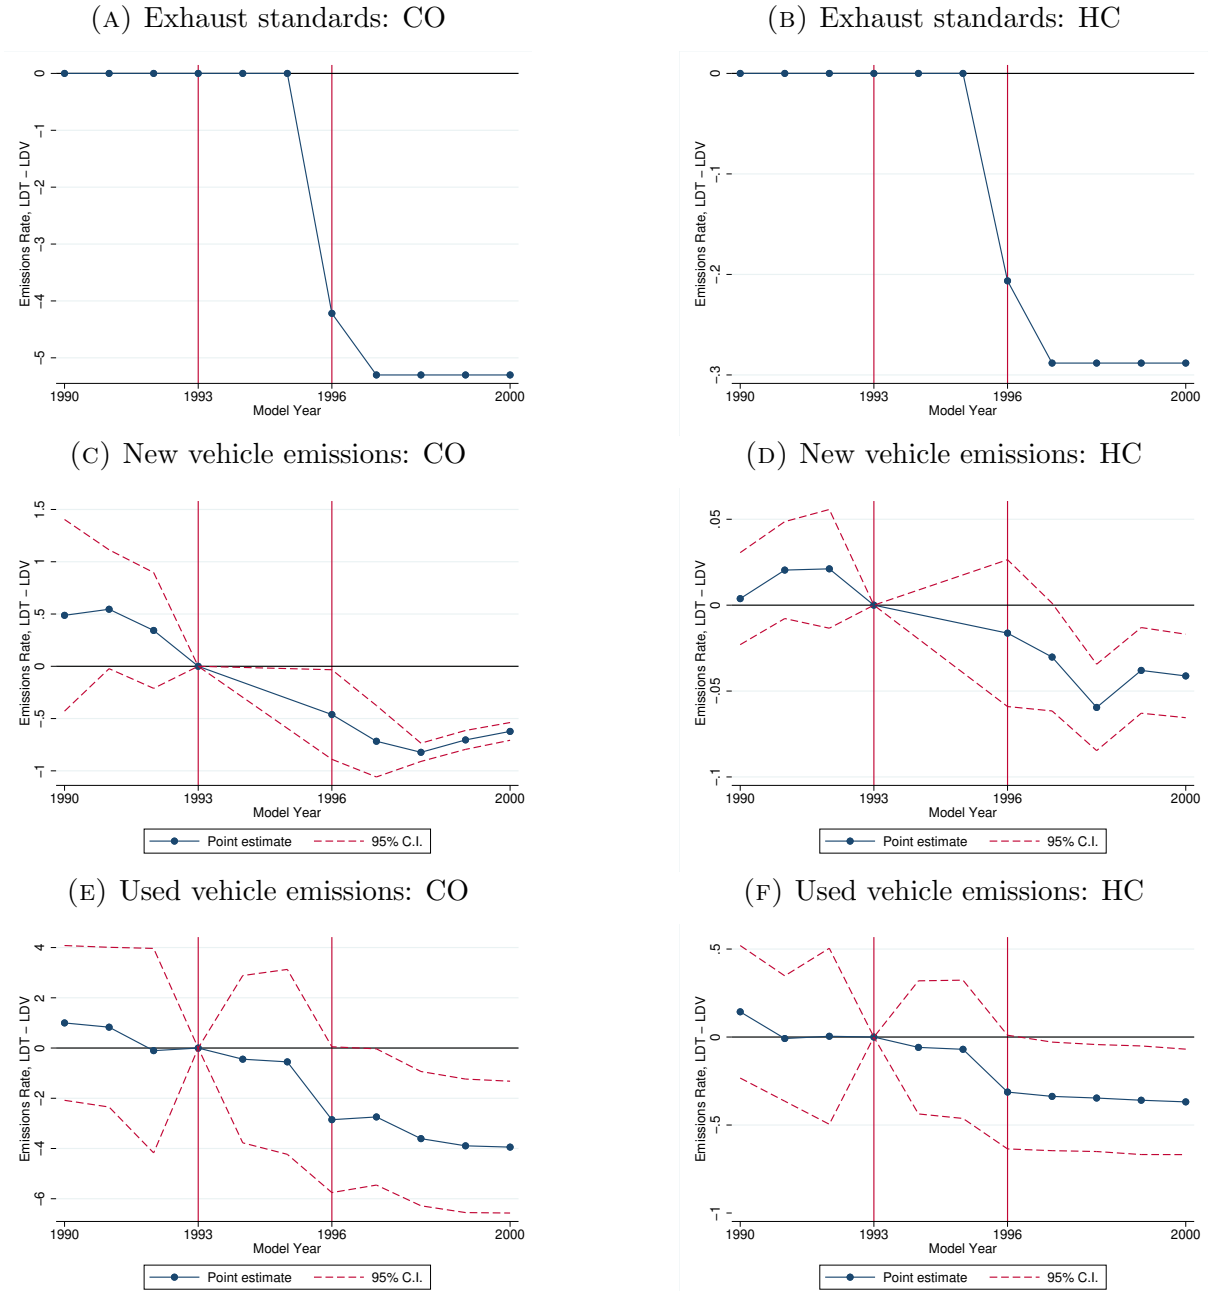 (A) Exhaust standards: CO
Emissions Rate, LDT – LDV
0
–1
–2
–3
–4
–5
1990 1993 1996 2000
Model Year
(B) Exhaust standards: HC
Emissions Rate, LDT – LDV
0
–.1
–.2
–.3
1990 1993 1996 2000
Model Year
(C) New vehicle emissions: CO
Emissions Rate, LDT – LDV
1.5
1
.5
0
–.5
–1
1990 1993 1996 2000
Model Year
Point estimate 95% C.I.
(D) New vehicle emissions: HC
Emissions Rate, LDT – LDV
.05
0
–.05
–.1
1990 1993 1996 2000
Model Year
Point estimate 95% C.I.
(E) Used vehicle emissions: CO
Emissions Rate, LDT – LDV
4
2
0
–2
–4
–6
1990 1993 1996 2000
Model Year
Point estimate 95% C.I.
(F) Used vehicle emissions: HC
Emissions Rate, LDT – LDV
.5
0
–.5
–1
1990 1993 1996 2000
Model Year
Point estimate 95% C.I.